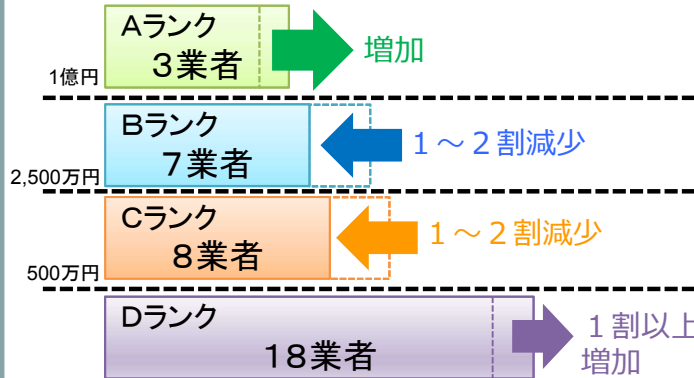 Aランク
3業者
増加
1億円
Bランク
7業者
1～2割減少
2,500万円
Cランク
8業者
1～2割減少
500万円
Dランク
18業者
1割以上
増加